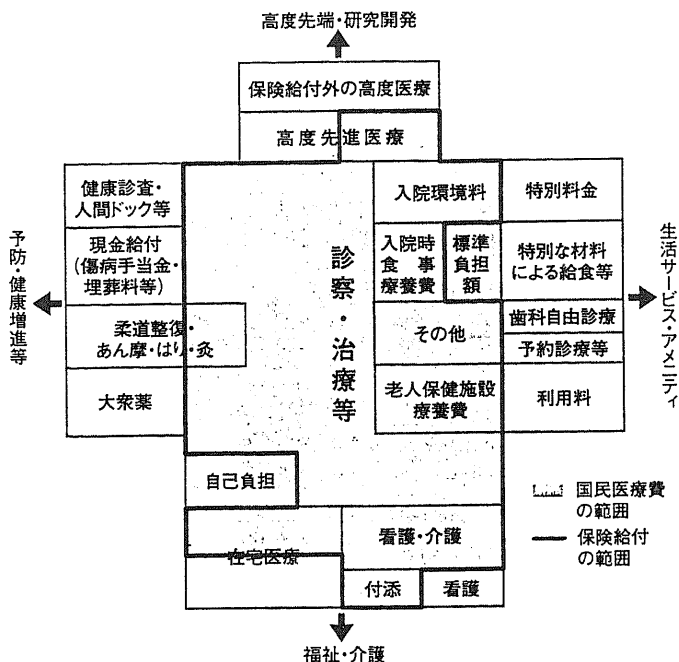 高度先端・研究開発
保険給付外の高度医療
高度先進医療
健康診査・
人間ドック等
入院環料
特別料金
現金給付
(傷病手当金・
埋葬料等)
入院時
食事
療養費
標準
負担
額
特別な材料
による給食等
予防・健康増進等
診察・治療等
生活サービス・アメニティ
柔道整復・
あん摩・はり・灸
その他
歯科自由診療
予約診療等
大衆薬
老人保健施設
療養費
利用料
自己負担
国民医療費
の範囲
看護・介護
在宅医療
保険給付
の範囲
付添
看護
福祉・介護